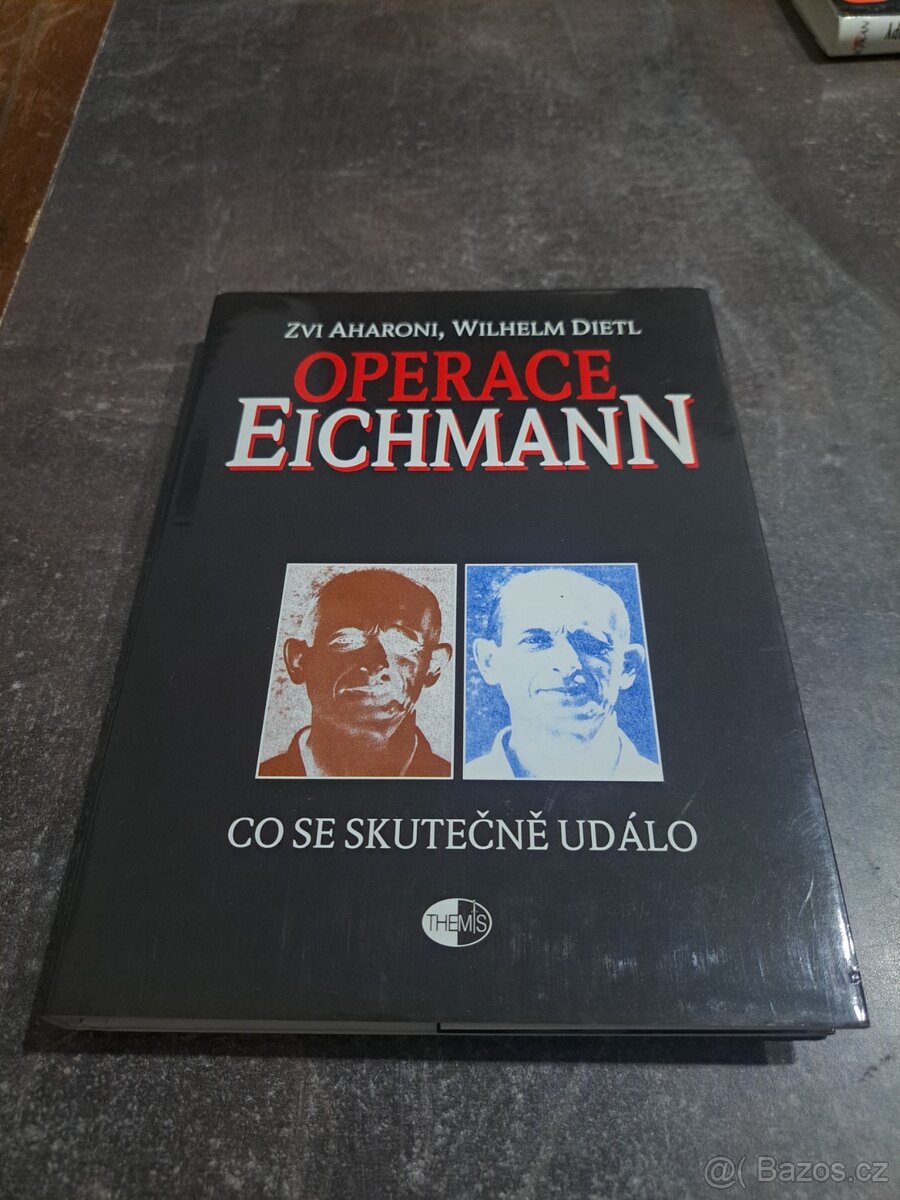 ZVI AHARONI, WILHELM DIETL
OPERACE
EICHMANN
CO SE SKUTEČNĚ UDÁLO
THEMIS
@( Bazos.cz